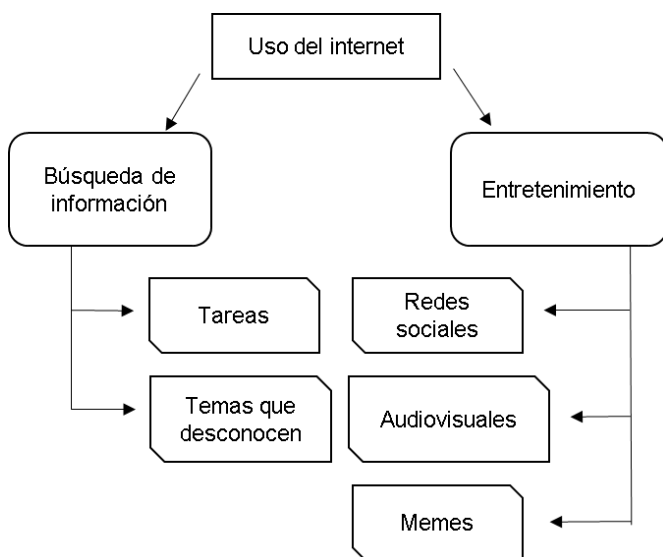 Uso del internet
Búsqueda de
información
Entretenimiento
Tareas
Redes
sociales
Temas que
desconocen
Audiovisuales
Memes